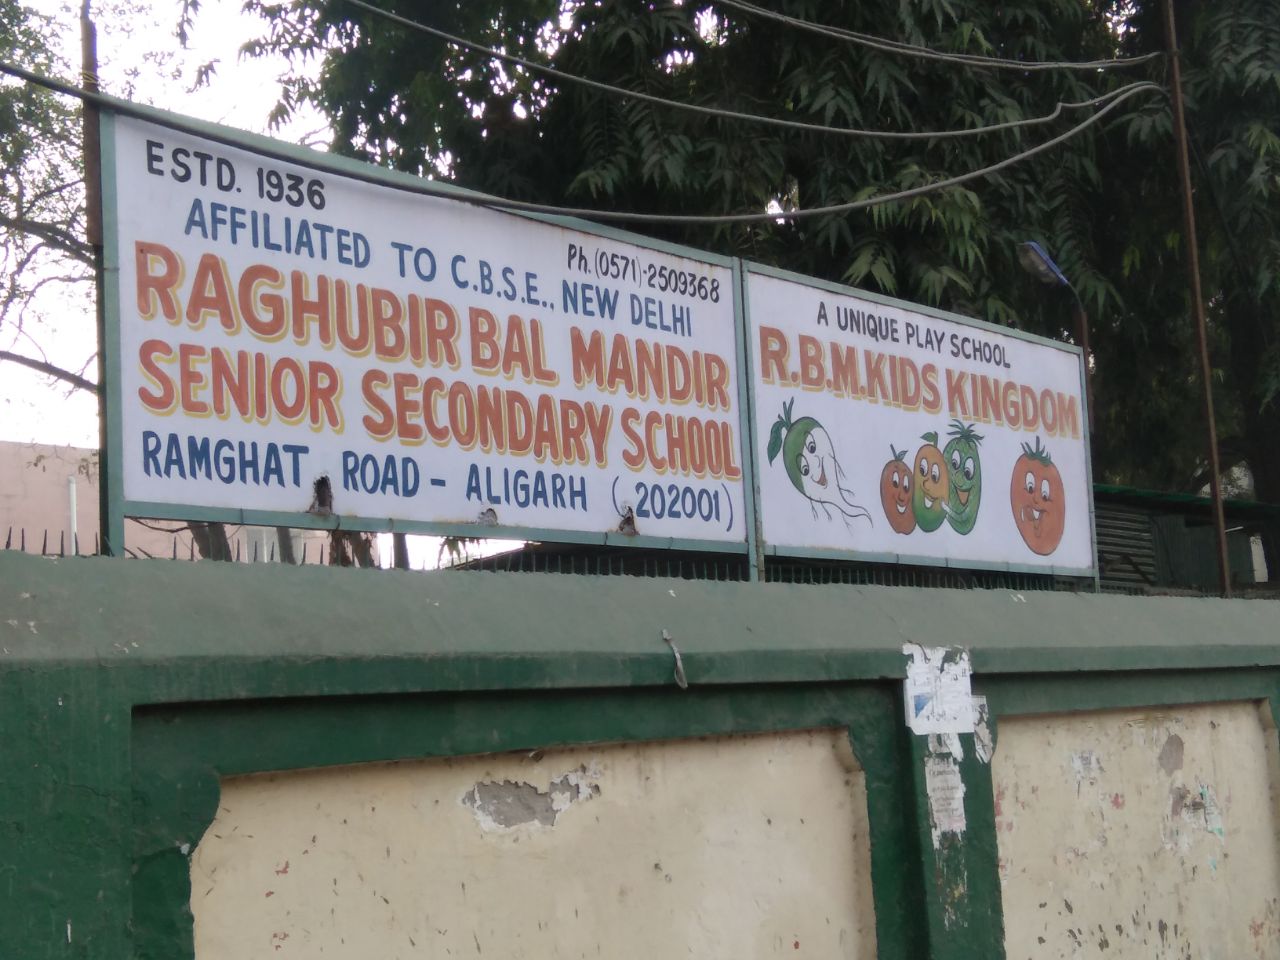 ESTD. 1936
AFFILIATED TO C.B.S.E., NEW DELHI
Ph. (0571)-2509368
RAGHUBIR BAL MANDIR
SENIOR SECONDARY SCHOOL
RAMGHAT ROAD - ALIGARH (202001)
A UNIQUE PLAY SCHOOL
R.B.M.KIDS KINGDOM